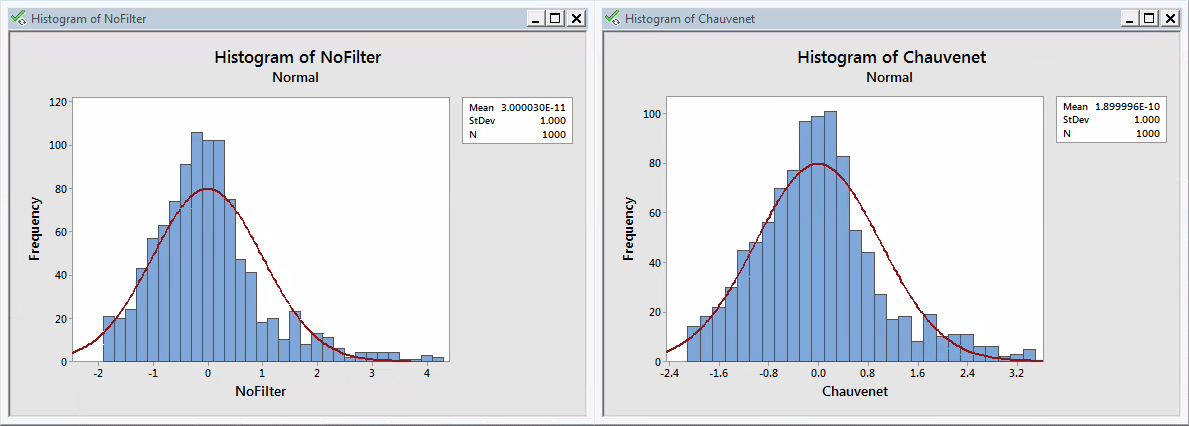 Histogram of NoFilter
Histogram of NoFilter
Normal
120
100
80
60
40
20
0
Frequency
-2
-1
0
1
2
3
4
NoFilter
Mean 3.000030E-11
StDev 1.000
N 1000
Histogram of Chauvenet
Histogram of Chauvenet
Normal
100
80
60
40
20
0
Frequency
-2.4
-1.6
-0.8
0.0
0.8
1.6
2.4
3.2
Chauvenet
Mean 1.899996E-10
StDev 1.000
N 1000